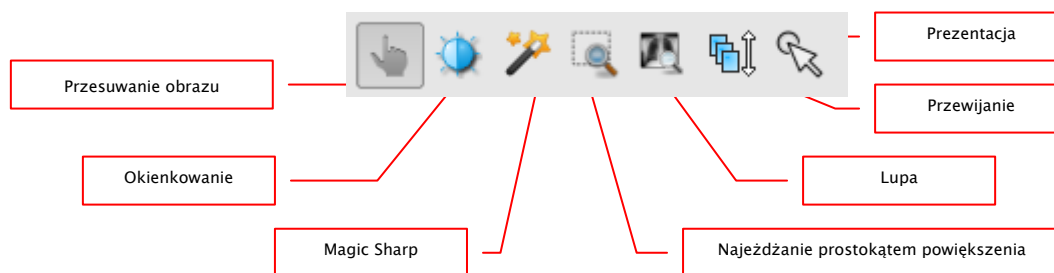 Prezentacja
Przesuwanie obrazu
Przewijanie
Okienkowanie
Lupa
Magic Sharp
Najeżdżanie prostokątem powiększenia